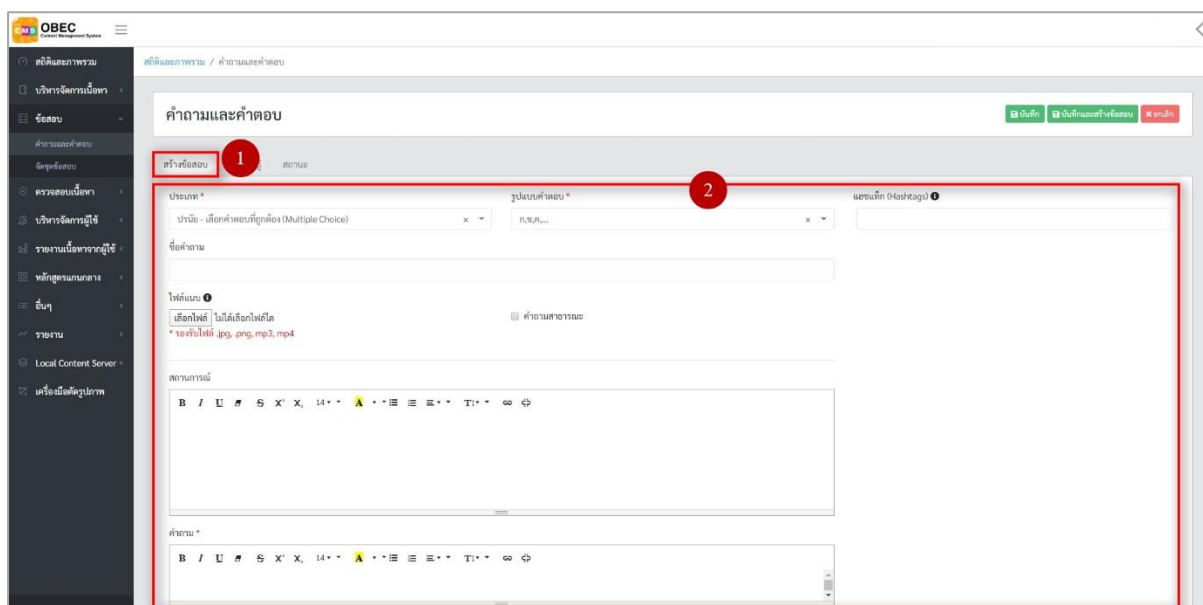 CMS OBEC
Content Management System
สถิติและภาพรวม
บริหารจัดการเนื้อหา
ข้อสอบ
คำถามและคำตอบ
จัดชุดข้อสอบ
ตรวจสอบเนื้อหา
บริหารจัดการผู้ใช้
รายงานเนื้อหาจากผู้ใช้
หลักสูตรแกนกลาง
อื่นๆ
รายงาน
Local Content Server
เครื่องมือตัดรูปภาพ
สถิติและภาพรวม / คำถามและคำตอบ
คำถามและคำตอบ
บันทึก บันทึกและสร้างข้อสอบ ยกเลิก
สร้างข้อสอบ 1 สถานะ
2
ประเภท * รูปแบบคำตอบ * แฮชแท็ก (Hashtags)
ปรนัย - เลือกคำตอบที่ถูกต้อง (Multiple Choice) × ก,ข,ค,... ×
ชื่อคำถาม
ไฟล์แนบ
เลือกไฟล์ ไม่ได้เลือกไฟล์ใด คำถามสาธารณะ
* รองรับไฟล์ .jpg, .png, mp3, mp4
สถานการณ์
B I U S X² X₂ 14 A T
คำถาม *
B I U S X² X₂ 14 A T